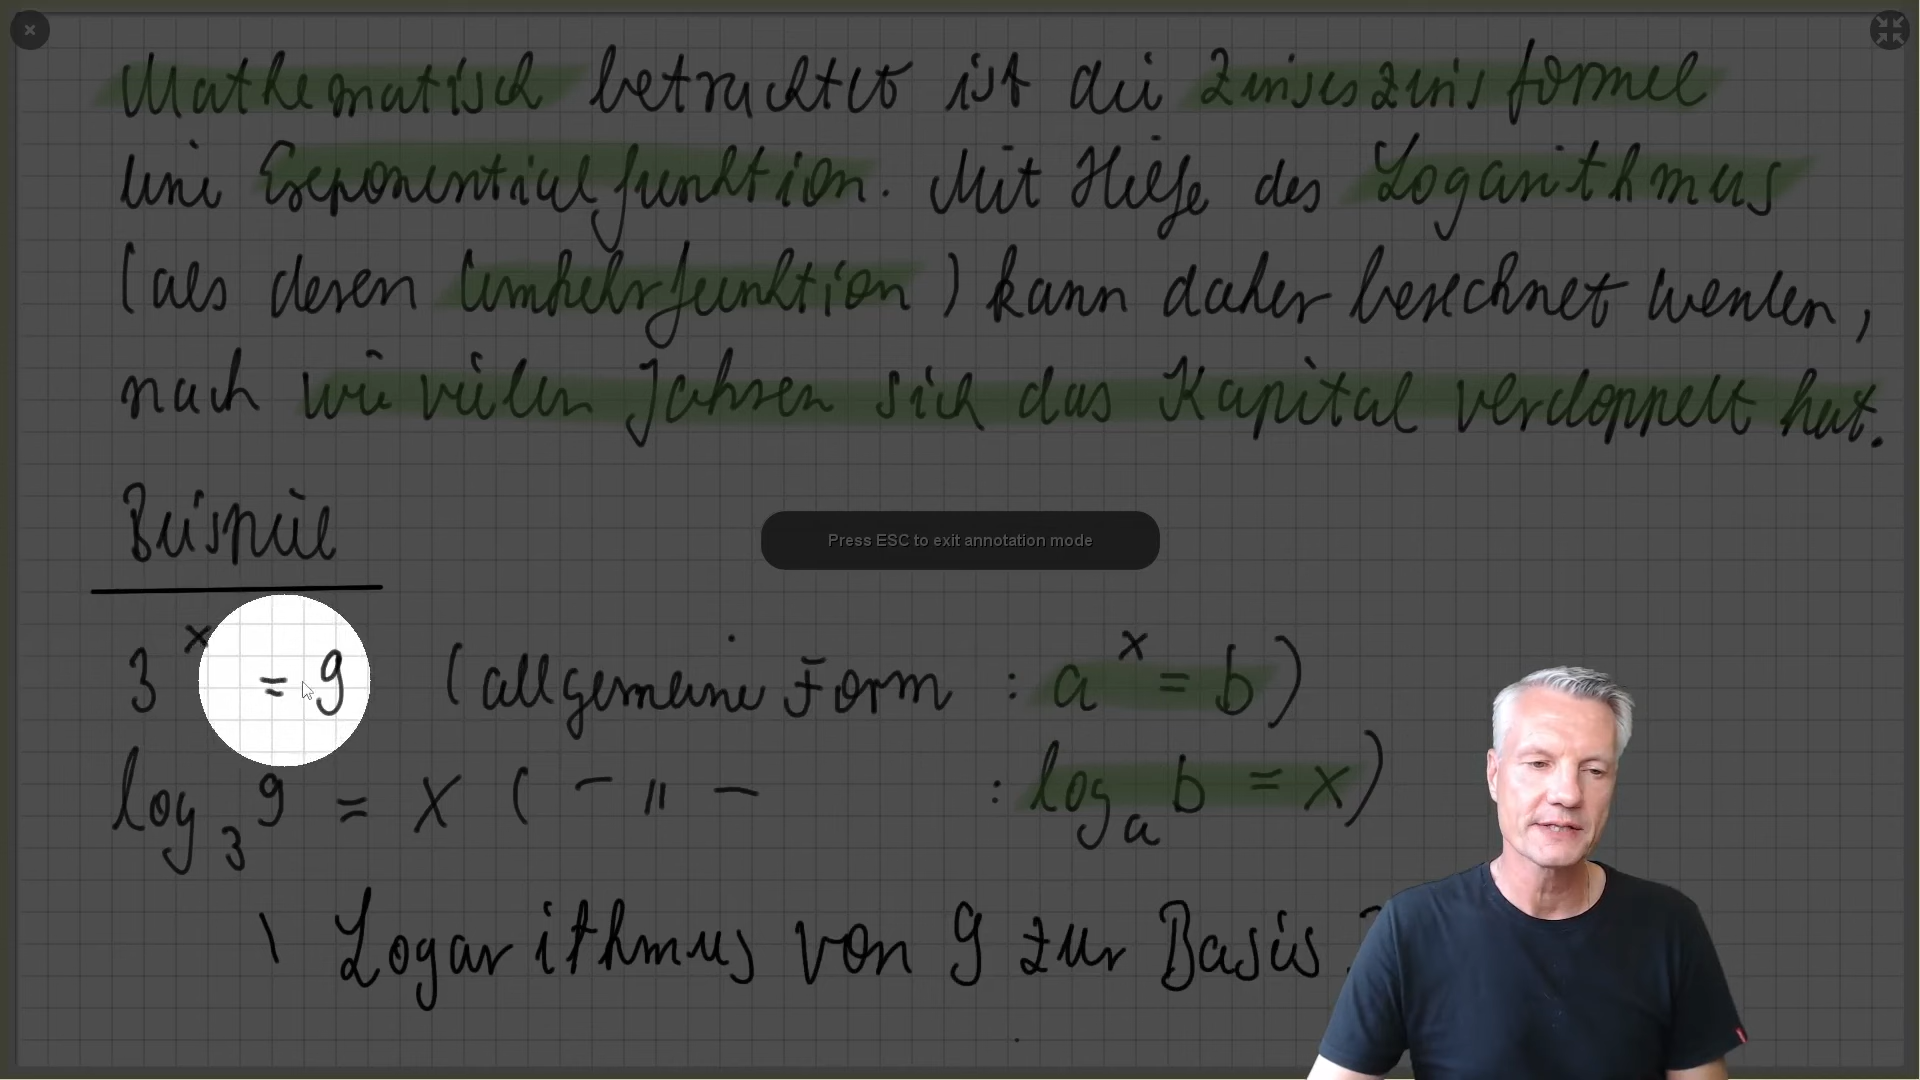 Mathematisch betrachtet ist die Zinseszinsformel
eine Exponentialfunktion. Mit Hilfe des Logarithmus
(als deren Umkehrfunktion) kann daher berechnet werden,
nach wie vielen Jahren sich das Kapital verdoppelt hat.
Press ESC to exit annotation mode
Beispiel
3^x = 9 (allgemeine Form : a^x = b)
log_3 9 = x ( - " - : log_a b = x)
\ Logarithmus von 9 zur Basis